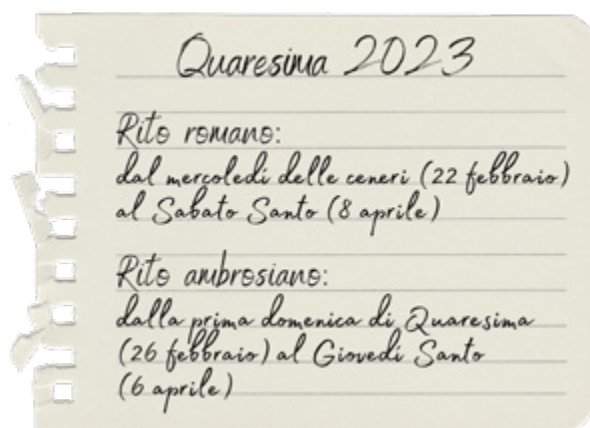 Quaresima 2023
Rito romano:
dal mercoledì delle ceneri (22 febbraio)
al Sabato Santo (8 aprile)
Rito ambrosiano:
dalla prima domenica di Quaresima
(26 febbraio) al Giovedì Santo
(6 aprile)